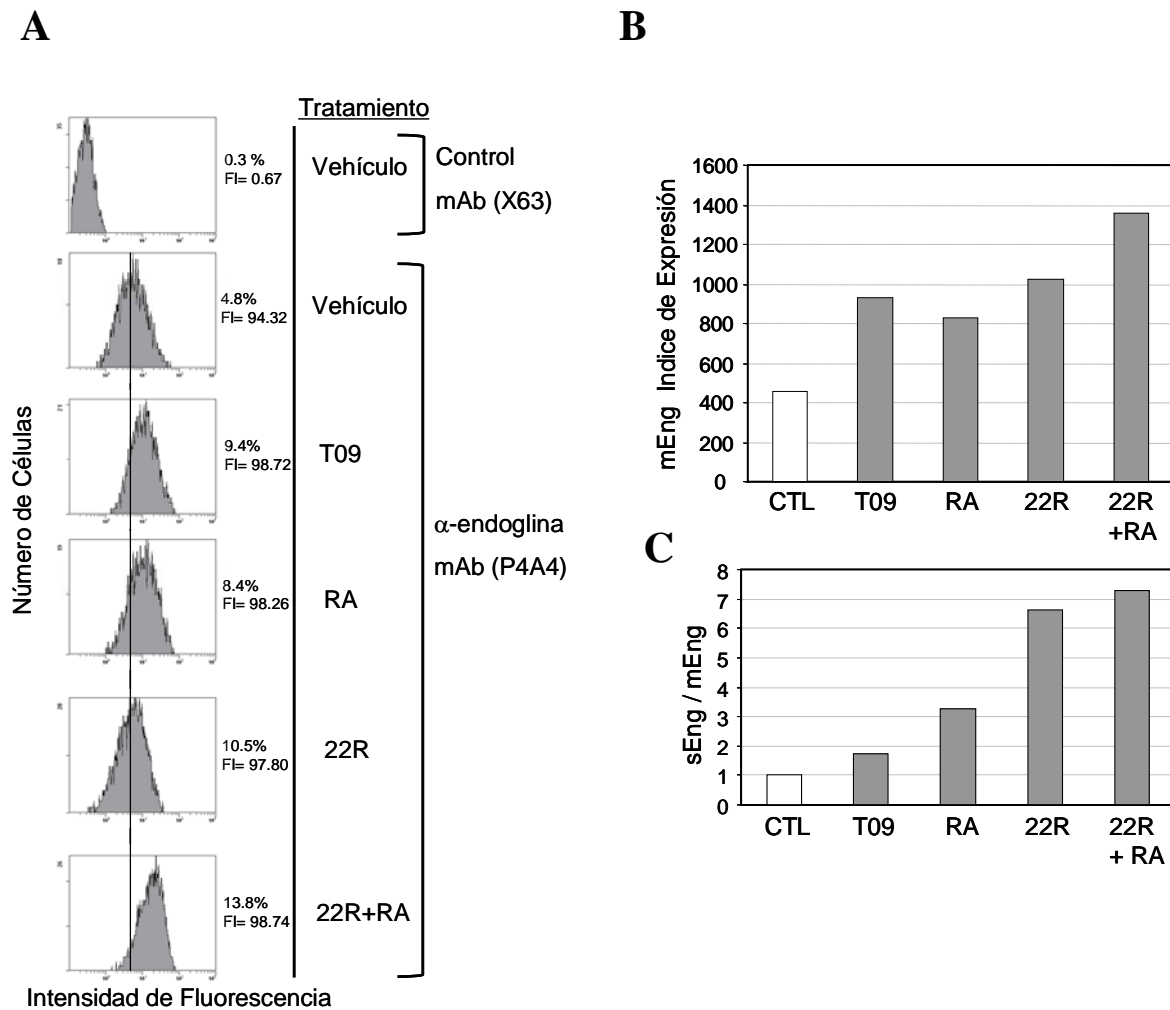 A
Tratamiento
0.3 %
FI= 0.67
Vehículo
Control
mAb (X63)
4.8%
FI= 94.32
Vehículo
9.4%
FI= 98.72
T09
8.4%
FI= 98.26
RA
α-endoglina
mAb (P4A4)
10.5%
FI= 97.80
22R
13.8%
FI= 98.74
22R+RA
Número de Células
Intensidad de Fluorescencia
B
mEng Indice de Expresión
1600
1400
1200
1000
800
600
400
200
0
CTL T09 RA 22R 22R
+RA
C
sEng / mEng
8
7
6
5
4
3
2
1
0
CTL T09 RA 22R 22R
+ RA